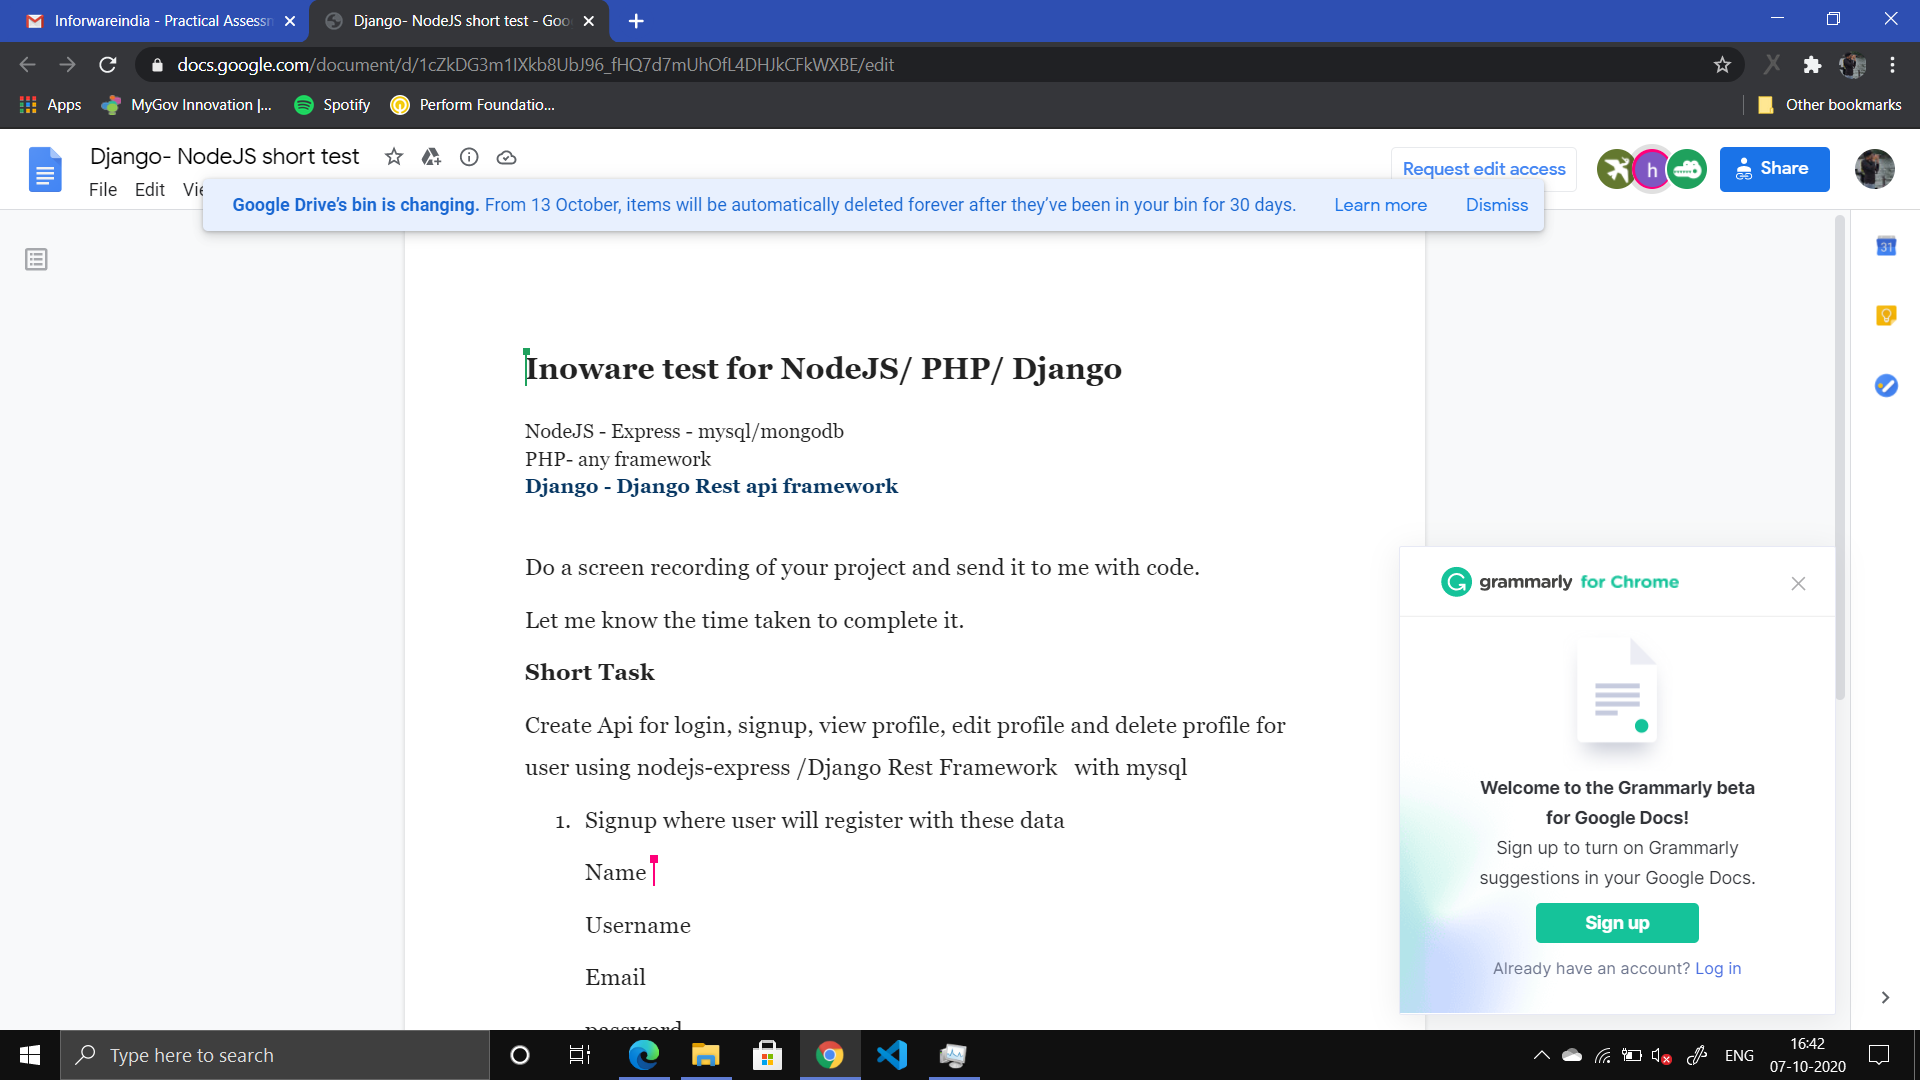 Inforwareindia - Practical Assessm
Django- NodeJS short test - Goo
docs.google.com/document/d/1cZkDG3m1IXkb8UbJ96_fHQ7d7mUhOfL4DHJkCFkWXBE/edit
Apps
MyGov Innovation |...
Spotify
Perform Foundatio...
Other bookmarks
Django- NodeJS short test
Request edit access
h
Share
File Edit Vie
Google Drive’s bin is changing. From 13 October, items will be automatically deleted forever after they’ve been in your bin for 30 days. Learn more Dismiss
31
Inoware test for NodeJS/ PHP/ Django
NodeJS - Express - mysql/mongodb
PHP- any framework
Django - Django Rest api framework
Do a screen recording of your project and send it to me with code.
Let me know the time taken to complete it.
Short Task
Create Api for login, signup, view profile, edit profile and delete profile for
user using nodejs-express /Django Rest Framework with mysql
1. Signup where user will register with these data
Name
Username
Email
password
grammarly for Chrome
Welcome to the Grammarly beta
for Google Docs!
Sign up to turn on Grammarly
suggestions in your Google Docs.
Sign up
Already have an account? Log in
Type here to search
ENG
16:42
07-10-2020